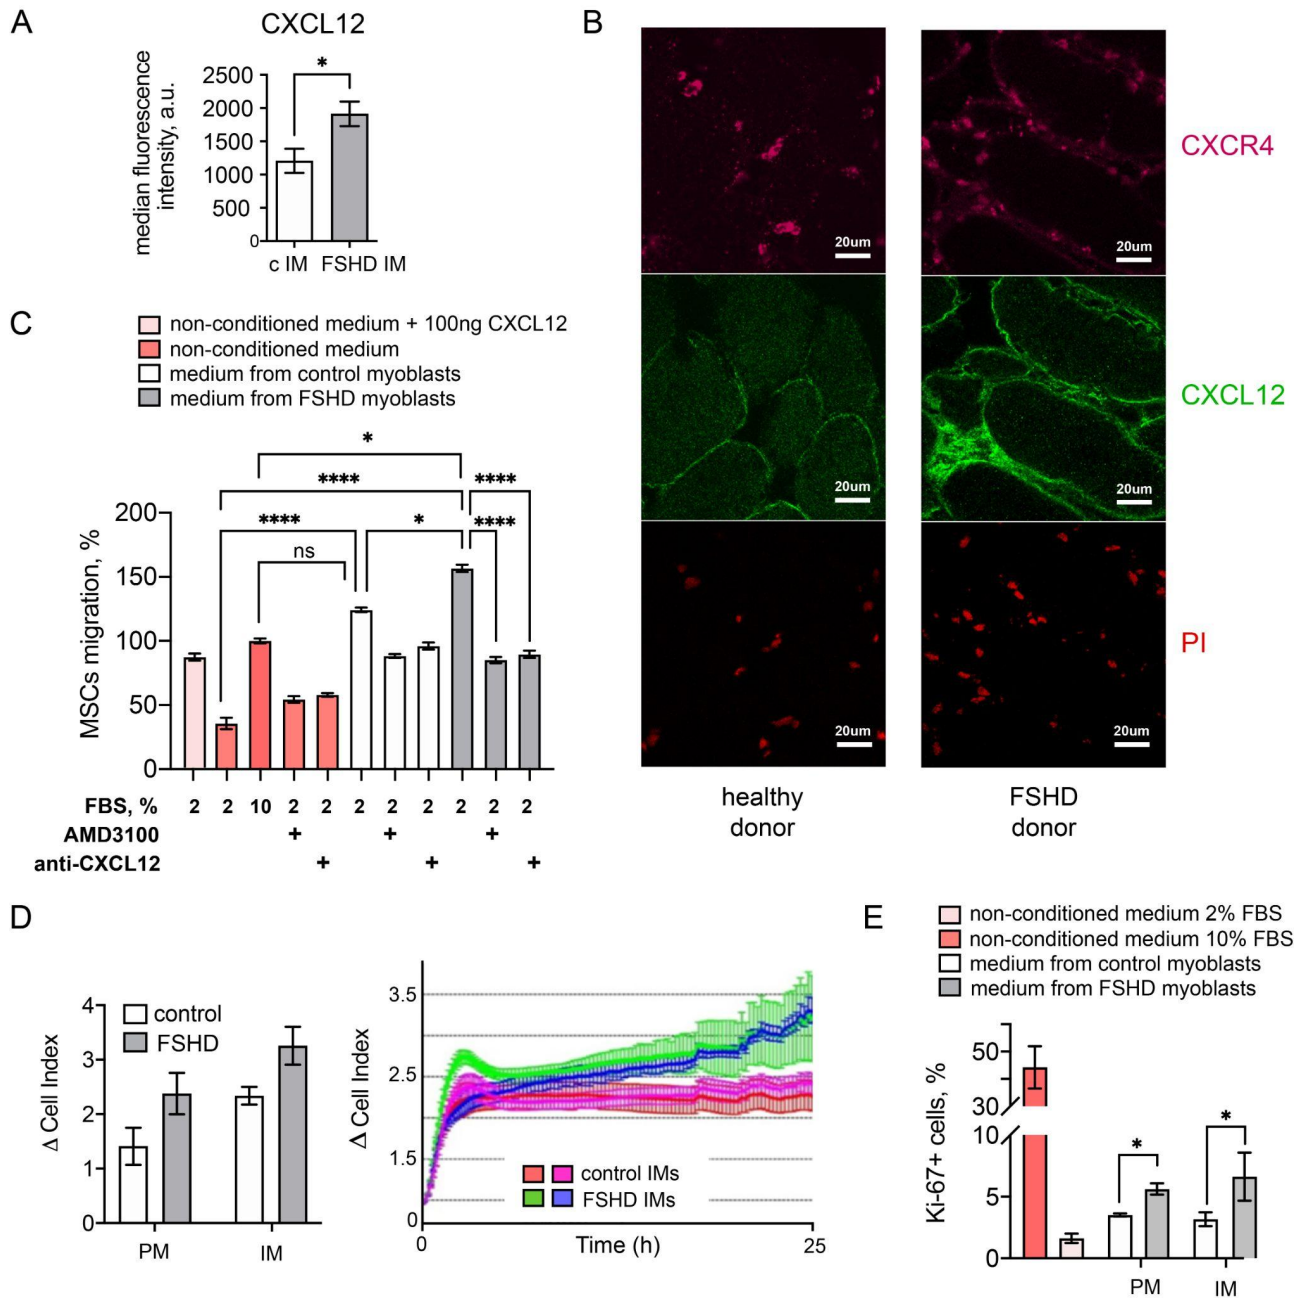 A
CXCL12
median fluorescence
intensity, a.u.
*
2500
2000
1500
1000
500
0
c IM FSHD IM
B
CXCR4
CXCL12
PI
20um 20um
20um 20um
20um 20um
healthy
donor
FSHD
donor
C
non-conditioned medium + 100ng CXCL12
non-conditioned medium
medium from control myoblasts
medium from FSHD myoblasts
MSCs migration, %
*
**** ****
**** * ****
ns
200
150
100
50
0
FBS, % 2 2 10 2 2 2 2 2 2 2 2
AMD3100 + + +
anti-CXCL12 + + +
D
Δ Cell Index
control
FSHD
4
3
2
1
0
PM IM
Δ Cell Index
3.5
2.5
1.5
0
control IMs
FSHD IMs
0 Time (h) 25
E
non-conditioned medium 2% FBS
non-conditioned medium 10% FBS
medium from control myoblasts
medium from FSHD myoblasts
Ki-67+ cells, %
50
30
10
5
0
* *
PM IM